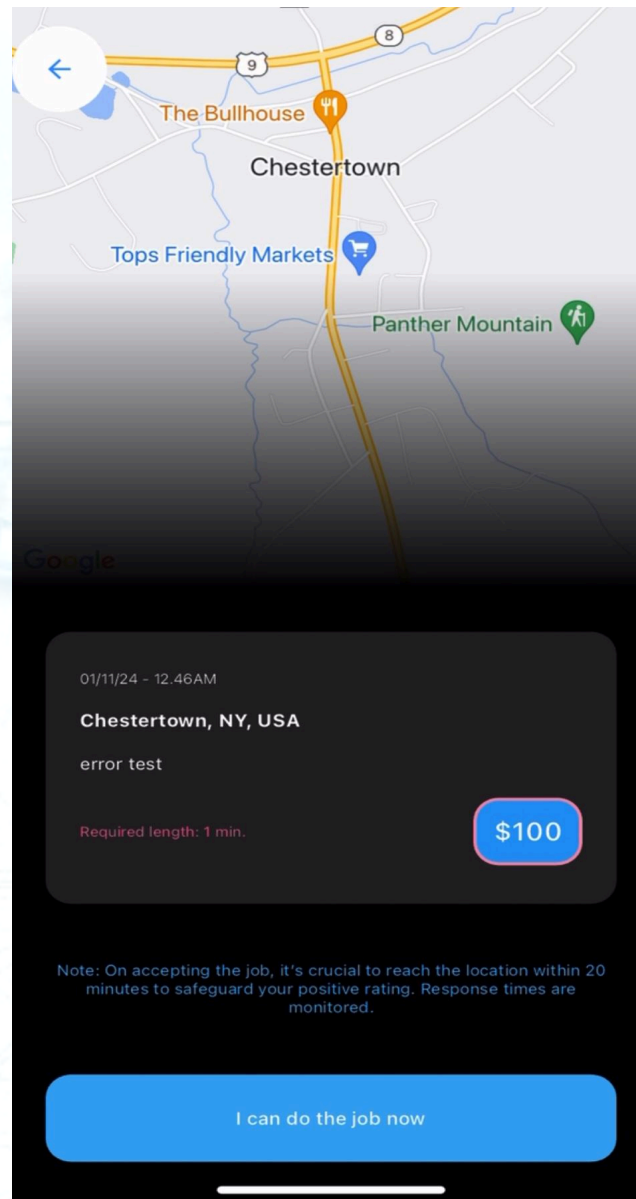 8
9
The Bullhouse
Chestertown
Tops Friendly Markets
Panther Mountain
Google
01/11/24 - 12.46AM
Chestertown, NY, USA
error test
Required length: 1 min.
$100
Note: On accepting the job, it's crucial to reach the location within 20
minutes to safeguard your positive rating. Response times are
monitored.
I can do the job now